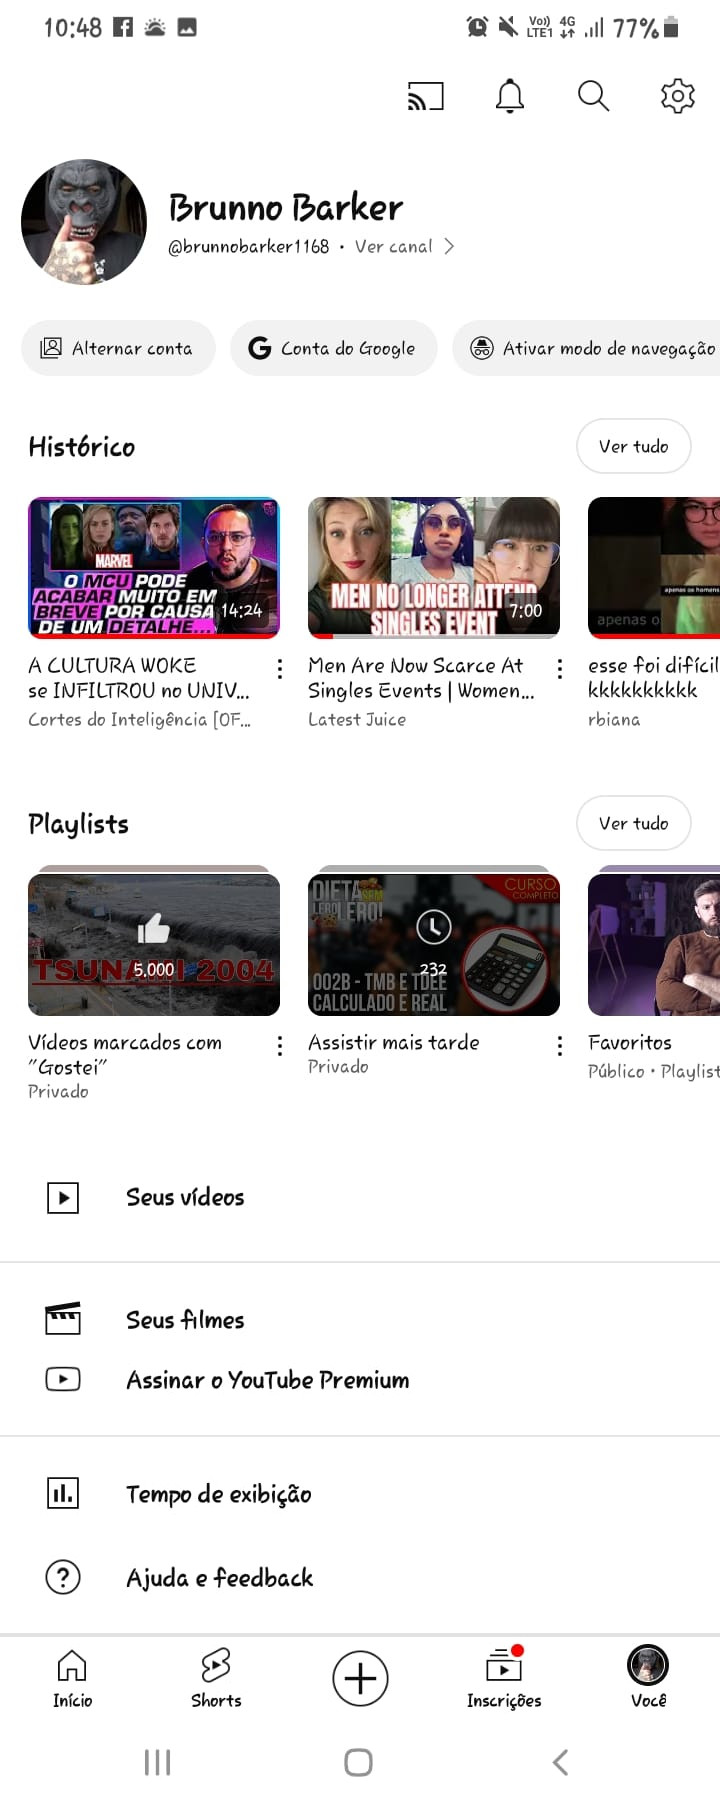 10:48
Vo)) LTE1 4G 77%
Brunno Barker
@brunnobarker1168 • Ver canal
Alternar conta
G Conta do Google
Ativar modo de navegação
Histórico
Ver tudo
MARVEL
O MCU PODE
ACABAR MUITO EM
BREVE POR CAUSA
DE UM DETALHE...
14:24
A CULTURA WOKE
se INFILTROU no UNIV...
Cortes do Inteligência [OF...
MEN NO LONGER ATTEND
SINGLES EVENT
7:00
Men Are Now Scarce At
Singles Events | Women...
Latest Juice
apenas os homens
apenas o
esse foi difícil
kkkkkkkkkk
rbiana
Playlists
Ver tudo
TSUNAMI 2004
5.000
Vídeos marcados com
"Gostei"
Privado
DIETA SEM
LERO LERO!
CURSO
COMPLETO
232
002B - TMB E TDEE
CALCULADO E REAL
Assistir mais tarde
Privado
Favoritos
Público • Playlist
Seus vídeos
Seus filmes
Assinar o YouTube Premium
Tempo de exibição
Ajuda e feedback
Início
Shorts
Inscrições
Você